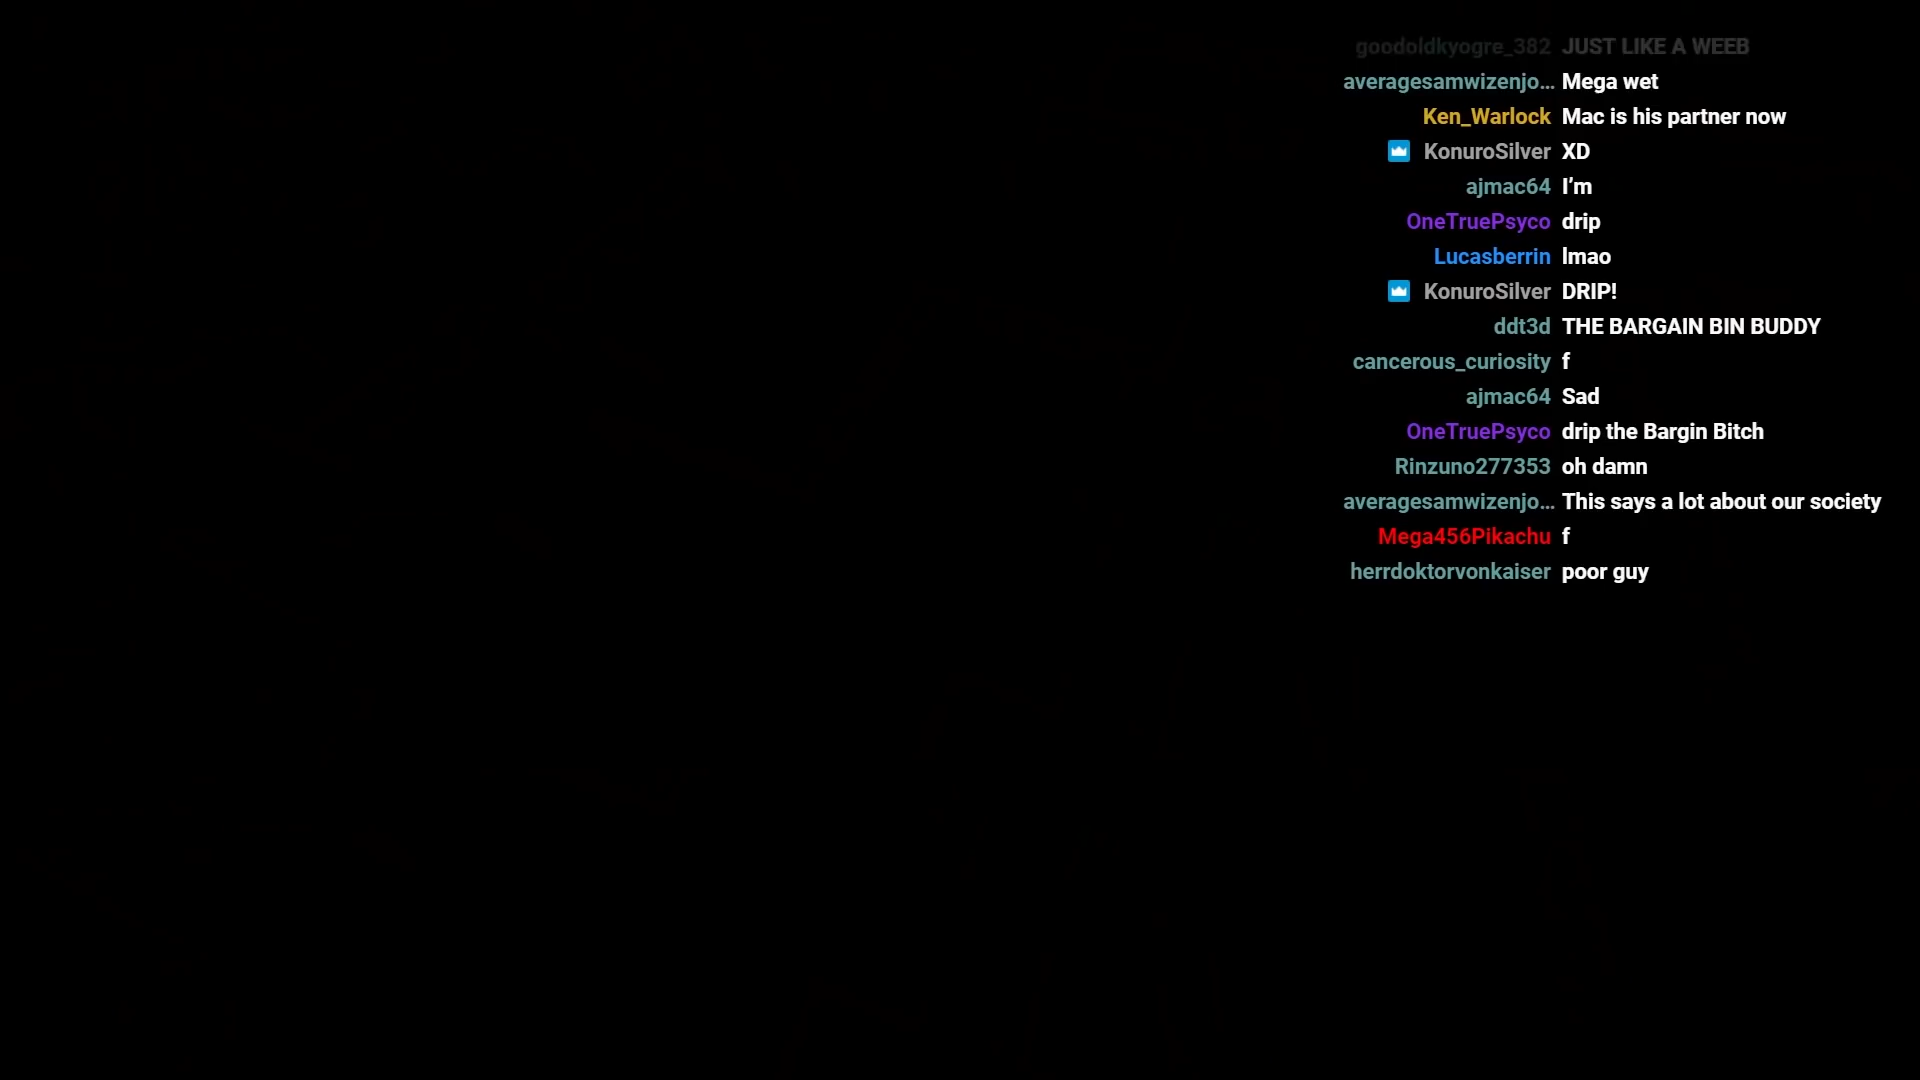 goodoldkyogre_382 JUST LIKE A WEEB
averagesamwizenjo… Mega wet
Ken_Warlock Mac is his partner now
KonuroSilver XD
ajmac64 I’m
OneTruePsyco drip
Lucasberrin lmao
KonuroSilver DRIP!
ddt3d THE BARGAIN BIN BUDDY
cancerous_curiosity f
ajmac64 Sad
OneTruePsyco drip the Bargin Bitch
Rinzuno277353 oh damn
averagesamwizenjo… This says a lot about our society
Mega456Pikachu f
herrdoktorvonkaiser poor guy